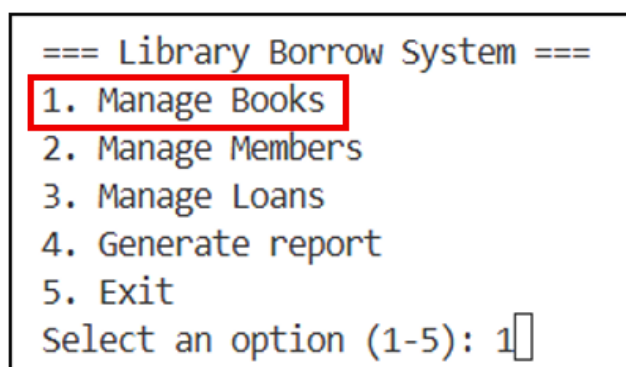 === Library Borrow System ===
1. Manage Books
2. Manage Members
3. Manage Loans
4. Generate report
5. Exit
Select an option (1-5): 1